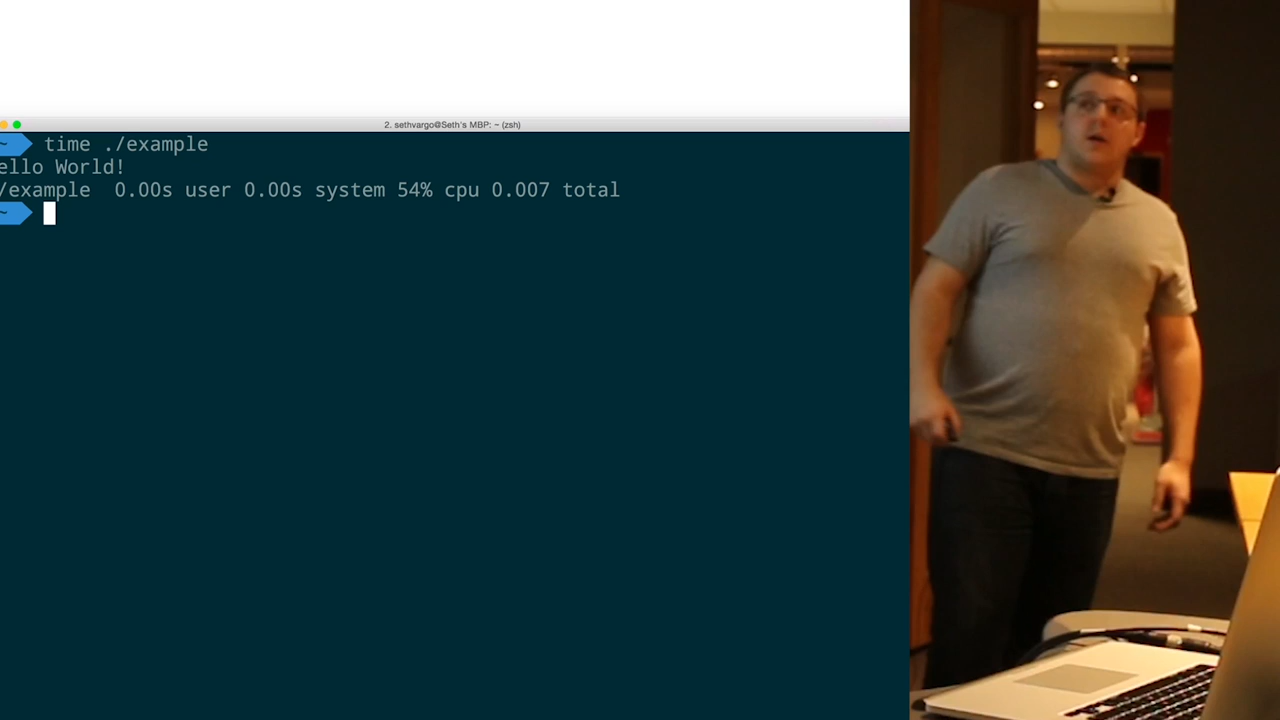 2. sethvargo@Seth's MBP: ~ (zsh)
~ time ./example
ello World!
/example 0.00s user 0.00s system 54% cpu 0.007 total
~